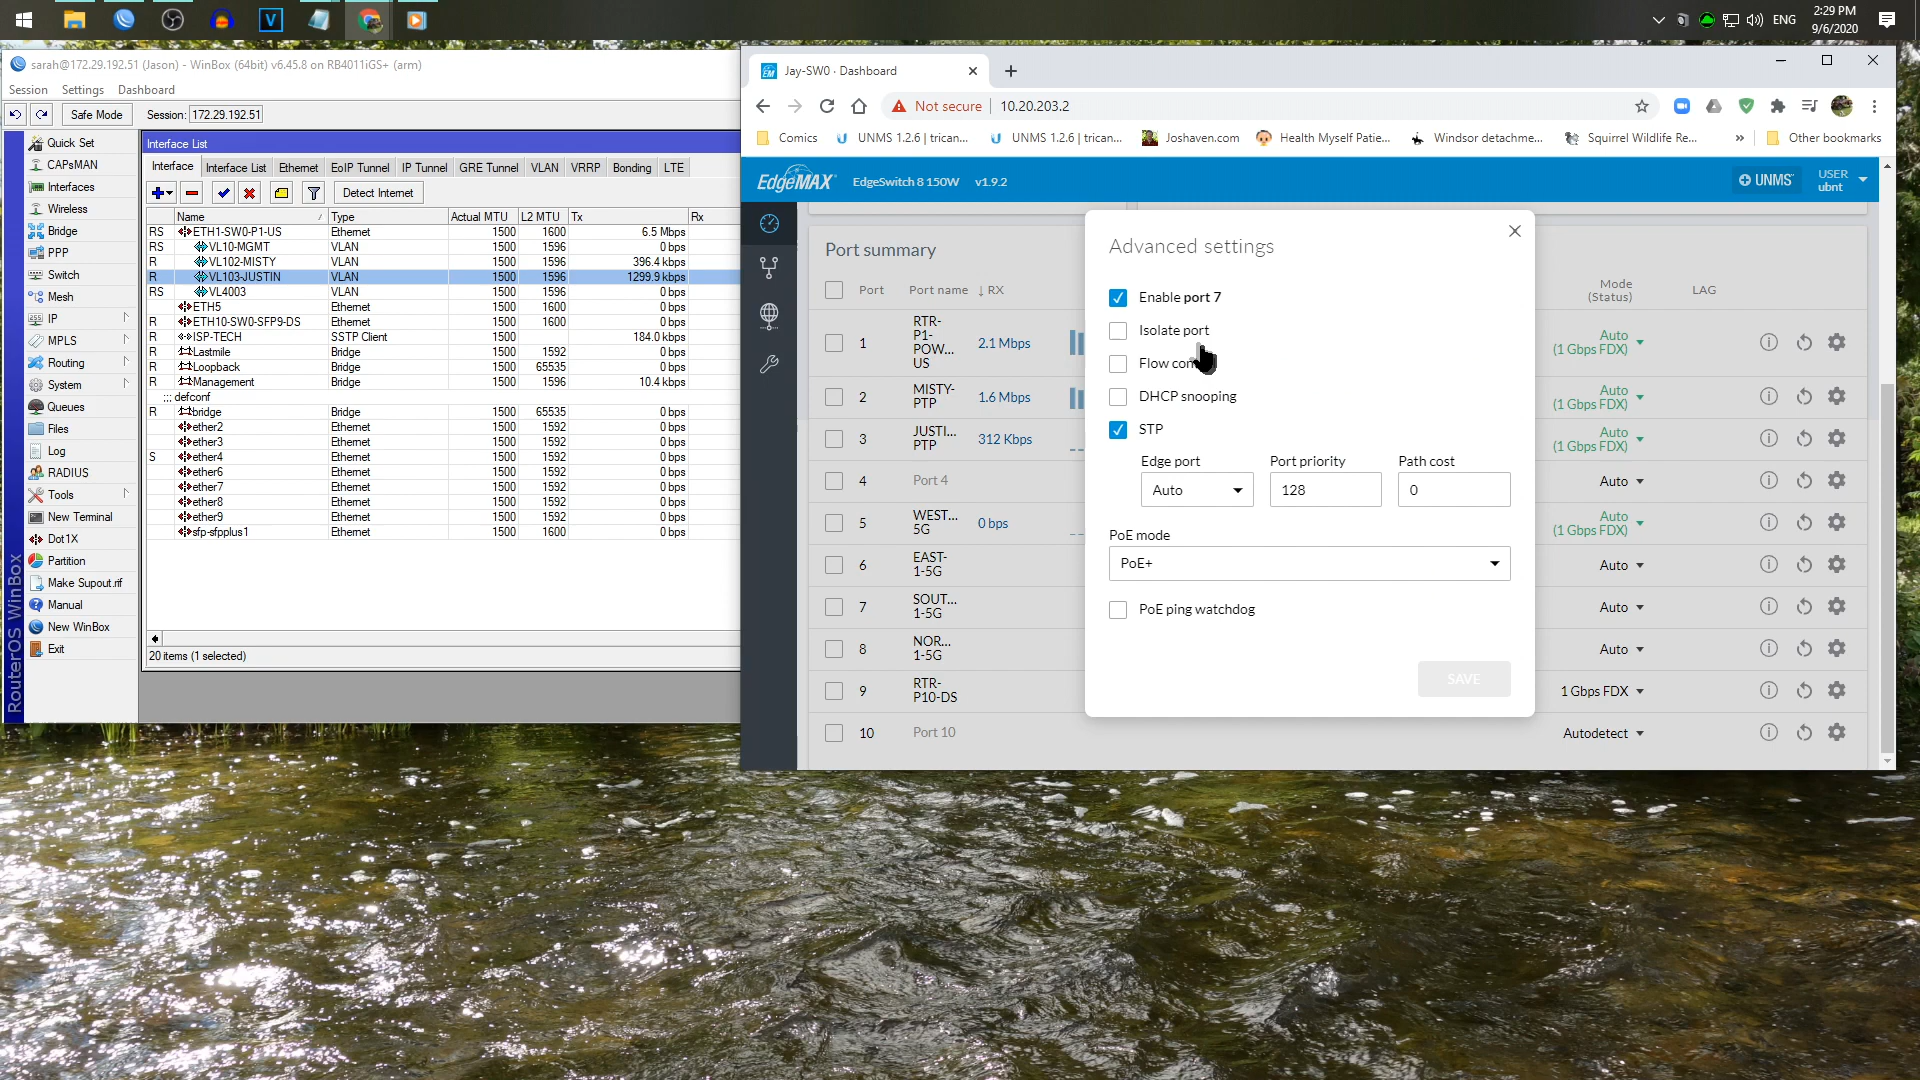 ENG
2:29 PM
9/6/2020
sarah@172.29.192.51 (Jason) - WinBox (64bit) v6.45.8 on RB4011iGS+ (arm)
Session Settings Dashboard
Safe Mode Session: 172.29.192.51
Quick Set
CAPsMAN
Interfaces
Wireless
Bridge
PPP
Switch
Mesh
IP
MPLS
Routing
System
Queues
Files
Log
RADIUS
Tools
New Terminal
Dot1X
Partition
Make Supout.rif
Manual
New WinBox
Exit
RouterOS WinBox
Interface List
Interface Interface List Ethernet EoIP Tunnel IP Tunnel GRE Tunnel VLAN VRRP Bonding LTE
Detect Internet
Name Type Actual MTU L2 MTU Tx Rx
RS ETH1-SW0-P1-US Ethernet 1500 1600 6.5 Mbps
RS VL10-MGMT VLAN 1500 1596 0 bps
R VL102-MISTY VLAN 1500 1596 396.4 kbps
R VL103-JUSTIN VLAN 1500 1596 1299.9 kbps
RS VL4003 VLAN 1500 1596 0 bps
ETH5 Ethernet 1500 1600 0 bps
R ETH10-SW0-SFP9-DS Ethernet 1500 1600 0 bps
R ISP-TECH SSTP Client 1500 184.0 kbps
R Lastmile Bridge 1500 1592 0 bps
R Loopback Bridge 1500 65535 0 bps
R Management Bridge 1500 1596 10.4 kbps
;;; defconf
R bridge Bridge 1500 65535 0 bps
ether2 Ethernet 1500 1592 0 bps
ether3 Ethernet 1500 1592 0 bps
S ether4 Ethernet 1500 1592 0 bps
ether6 Ethernet 1500 1592 0 bps
ether7 Ethernet 1500 1592 0 bps
ether8 Ethernet 1500 1592 0 bps
ether9 Ethernet 1500 1592 0 bps
sfp-sfpplus1 Ethernet 1500 1600 0 bps
20 items (1 selected)
Jay-SW0 - Dashboard
Not secure 10.20.203.2
Comics UNMS 1.2.6 | trican... UNMS 1.2.6 | trican... Joshaven.com Health Myself Patie... Windsor detachme... Squirrel Wildlife Re... » Other bookmarks
EdgeMAX EdgeSwitch 8 150W v1.9.2 UNMS USER
ubnt
Port summary
Port Port name ↓ RX Mode
(Status) LAG
1 RTR-
P1-
POW...
US 2.1 Mbps Auto
(1 Gbps FDX)
2 MISTY-
PTP 1.6 Mbps Auto
(1 Gbps FDX)
3 JUSTI...
PTP 312 Kbps Auto
(1 Gbps FDX)
4 Port 4 Auto
5 WEST...
5G 0 bps Auto
(1 Gbps FDX)
6 EAST-
1-5G Auto
7 SOUT...
1-5G Auto
8 NOR...
1-5G Auto
9 RTR-
P10-DS 1 Gbps FDX
10 Port 10 Autodetect
Advanced settings
Enable port 7
Isolate port
Flow con
DHCP snooping
STP
Edge port Port priority Path cost
Auto 128 0
PoE mode
PoE+
PoE ping watchdog
SAVE